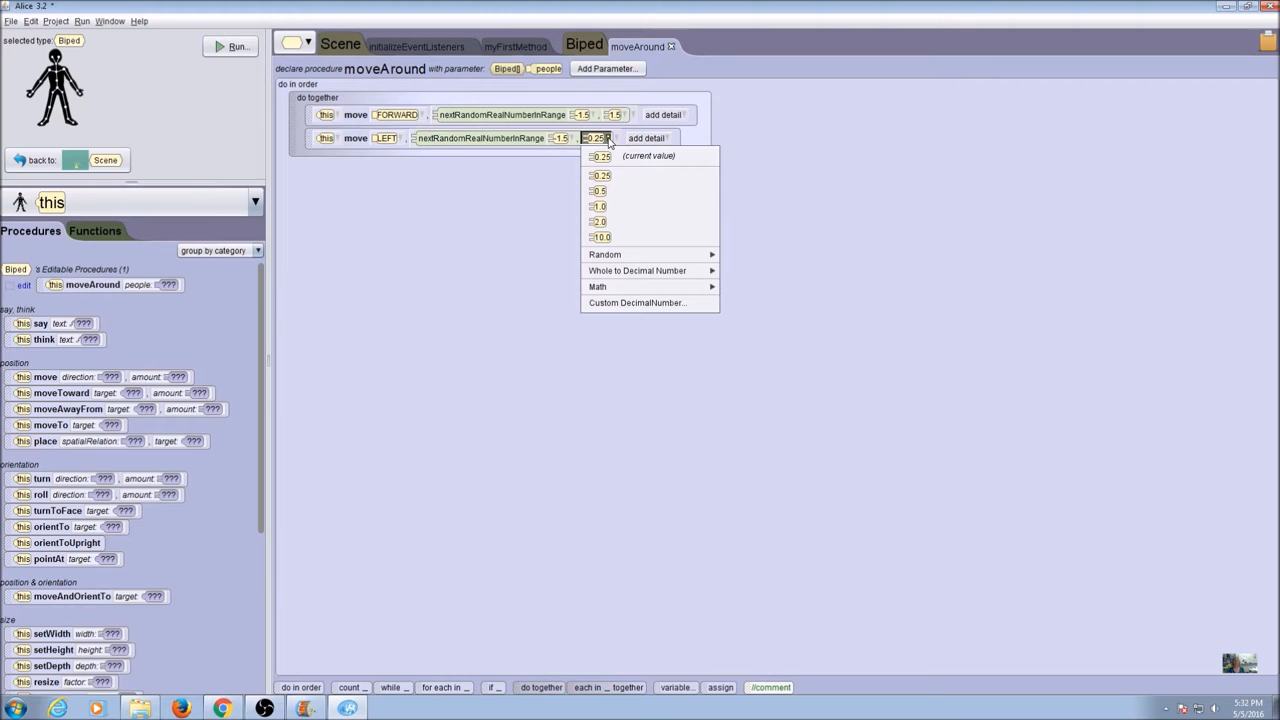 Alice 3.2 *
File Edit Project Run Window Help
selected type: Biped
Run...
back to: Scene
this
Procedures Functions
group by category
Biped 's Editable Procedures (1)
edit this moveAround people: ???
say, think
this say text: ???
this think text: ???
position
this move direction: ??? , amount: ???
this moveToward target: ??? , amount: ???
this moveAwayFrom target: ??? , amount: ???
this moveTo target: ???
this place spatialRelation: ??? , target: ???
orientation
this turn direction: ??? , amount: ???
this roll direction: ??? , amount: ???
this turnToFace target: ???
this orientTo target: ???
this orientToUpright
this pointAt target: ???
position & orientation
this moveAndOrientTo target: ???
size
this setWidth width: ???
this setHeight height: ???
this setDepth depth: ???
this resize factor: ???
Scene initializeEventListeners myFirstMethod Biped moveAround
declare procedure moveAround with parameter: Biped[] people Add Parameter...
do in order
do together
this move FORWARD , nextRandomRealNumberInRange -1.5 , 1.5 add detail
this move LEFT , nextRandomRealNumberInRange -1.5 , 0.25 add detail
0.25 (current value)
0.25
0.5
1.0
2.0
10.0
Random
Whole to Decimal Number
Math
Custom DecimalNumber...
do in order count _ while _ for each in _ if _ do together each in _ together variable... assign //comment
5:32 PM
5/5/2016